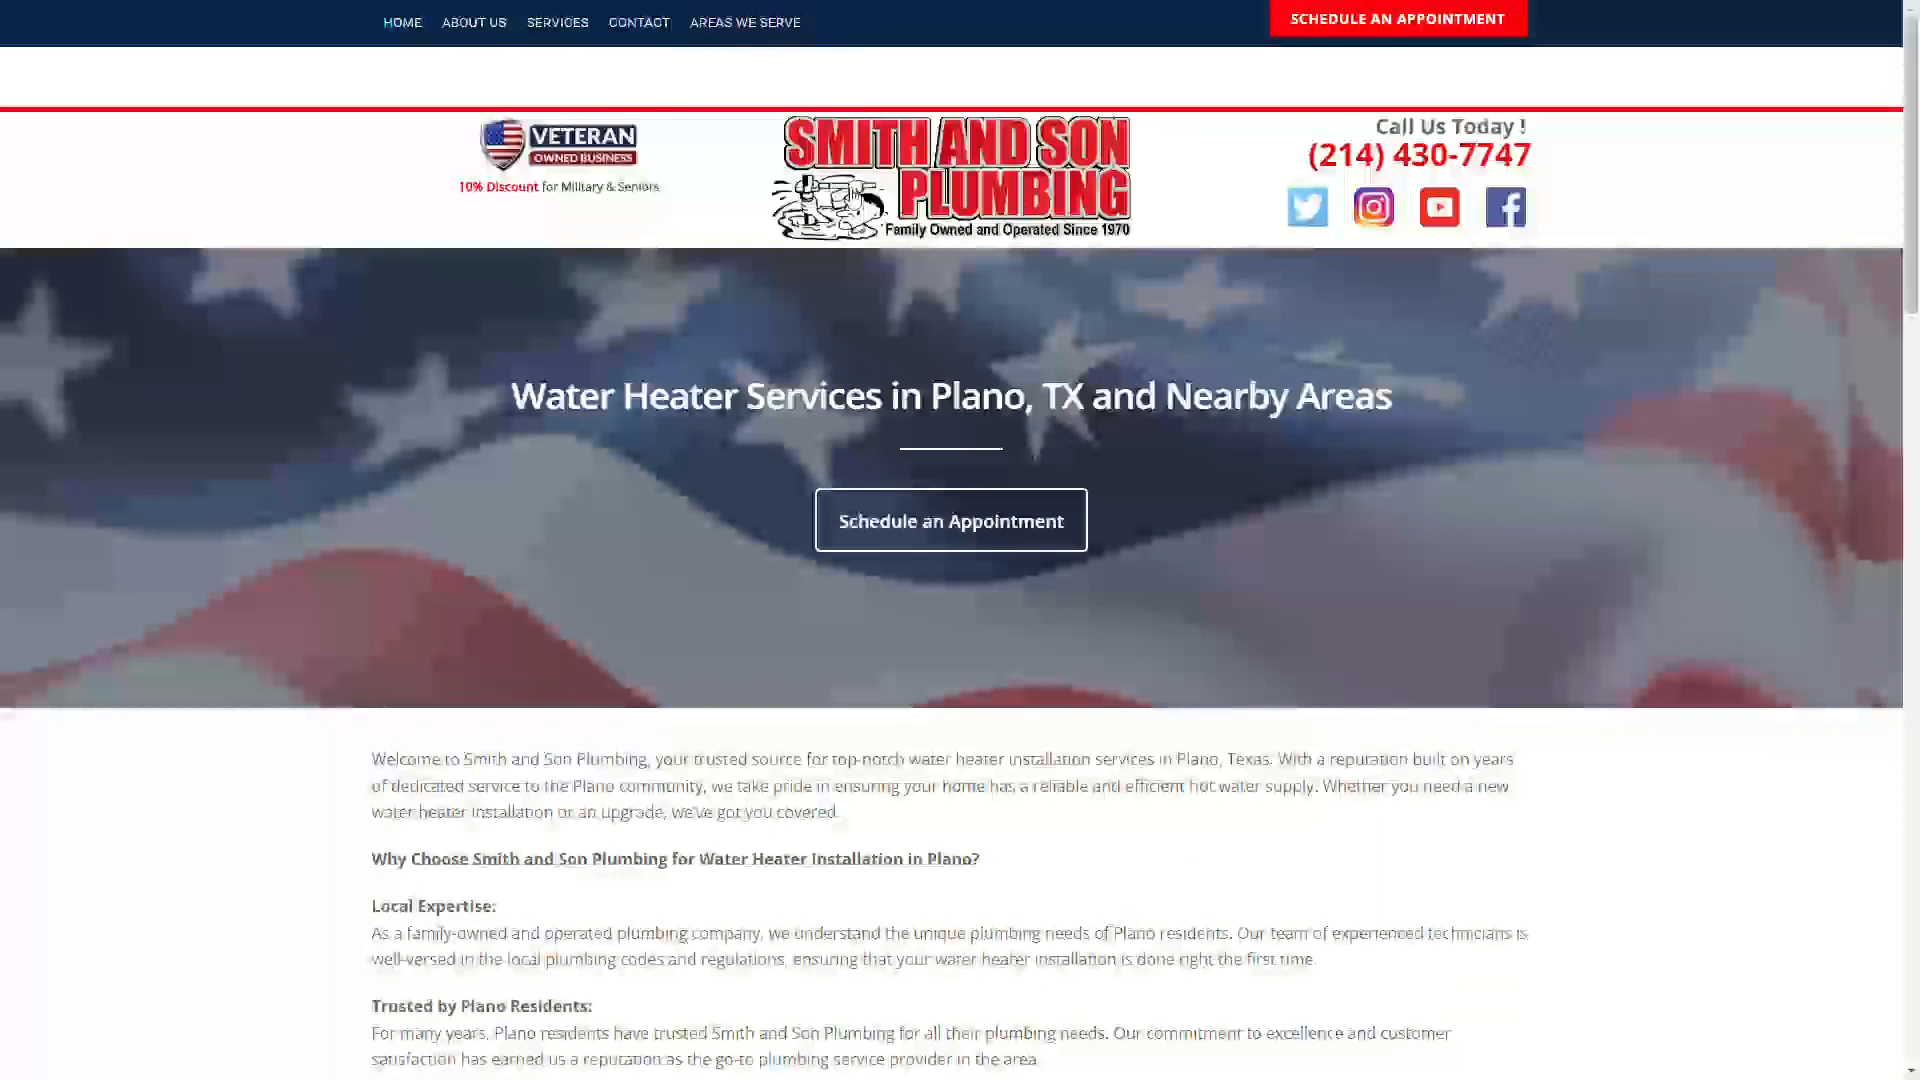 HOME ABOUT US SERVICES CONTACT AREAS WE SERVE
SCHEDULE AN APPOINTMENT
VETERAN
OWNED BUSINESS
10% Discount for Military & Seniors
SMITH AND SON
PLUMBING
Family Owned and Operated Since 1970
Call Us Today !
(214) 430-7747
Water Heater Services in Plano, TX and Nearby Areas
Schedule an Appointment
Welcome to Smith and Son Plumbing, your trusted source for top-notch water heater installation services in Plano, Texas. With a reputation built on years
of dedicated service to the Plano community, we take pride in ensuring your home has a reliable and efficient hot water supply. Whether you need a new
water heater installation or an upgrade, we've got you covered.
Why Choose Smith and Son Plumbing for Water Heater Installation in Plano?
Local Expertise:
As a family-owned and operated plumbing company, we understand the unique plumbing needs of Plano residents. Our team of experienced technicians is
well-versed in the local plumbing codes and regulations, ensuring that your water heater installation is done right the first time.
Trusted by Plano Residents:
For many years, Plano residents have trusted Smith and Son Plumbing for all their plumbing needs. Our commitment to excellence and customer
satisfaction has earned us a reputation as the go-to plumbing service provider in the area.